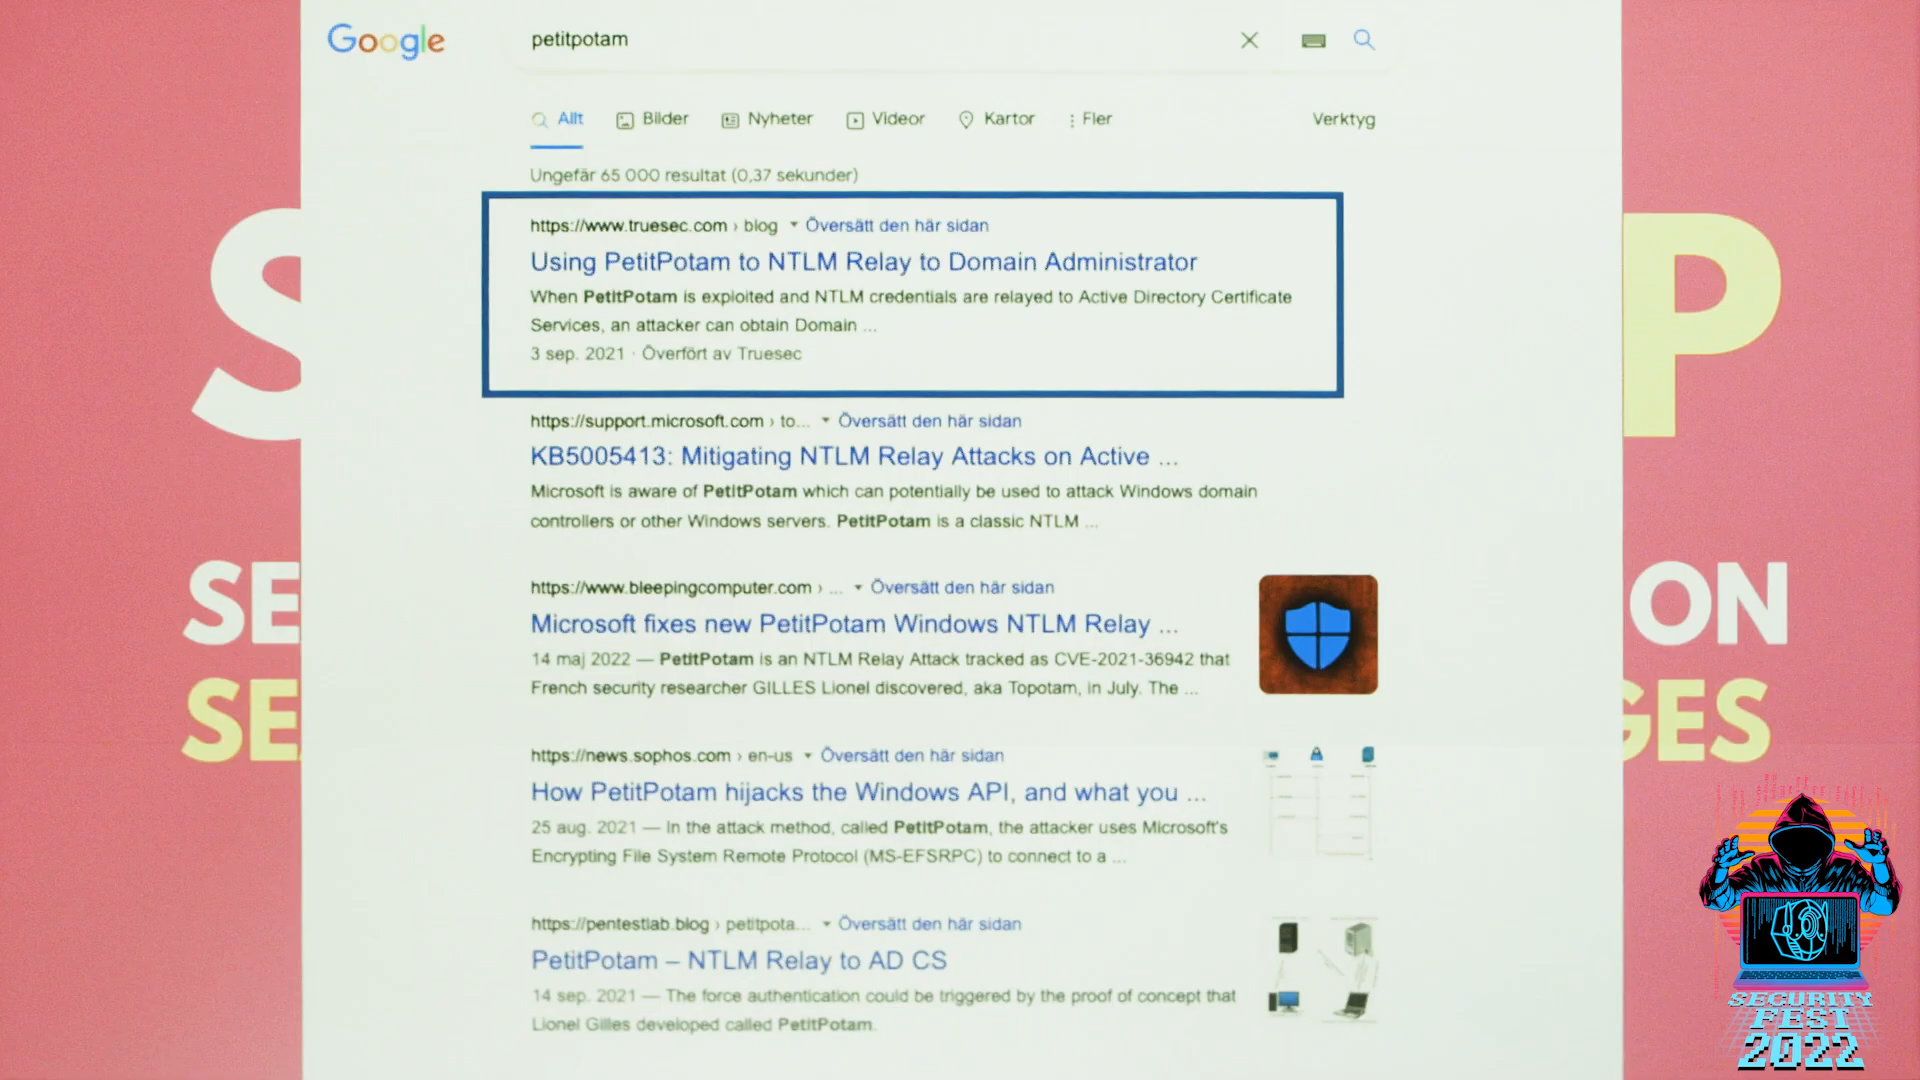 Google
petitpotam
Allt
Bilder
Nyheter
Videor
Kartor
Fler
Verktyg
Ungefär 65 000 resultat (0,37 sekunder)
https://www.truesec.com › blog
Översätt den här sidan
Using PetitPotam to NTLM Relay to Domain Administrator
When PetitPotam is exploited and NTLM credentials are relayed to Active Directory Certificate
Services, an attacker can obtain Domain ...
3 sep. 2021 · Överfört av Truesec
https://support.microsoft.com › to...
Översätt den här sidan
KB5005413: Mitigating NTLM Relay Attacks on Active ...
Microsoft is aware of PetitPotam which can potentially be used to attack Windows domain
controllers or other Windows servers. PetitPotam is a classic NTLM ...
https://www.bleepingcomputer.com › ...
Översätt den här sidan
Microsoft fixes new PetitPotam Windows NTLM Relay ...
14 maj 2022 — PetitPotam is an NTLM Relay Attack tracked as CVE-2021-36942 that
French security researcher GILLES Lionel discovered, aka Topotam, in July. The ...
https://news.sophos.com › en-us
Översätt den här sidan
How PetitPotam hijacks the Windows API, and what you ...
25 aug. 2021 — In the attack method, called PetitPotam, the attacker uses Microsoft's
Encrypting File System Remote Protocol (MS-EFSRPC) to connect to a ...
https://pentestlab.blog › petitpota...
Översätt den här sidan
PetitPotam – NTLM Relay to AD CS
14 sep. 2021 — The force authentication could be triggered by the proof of concept that
Lionel Gilles developed called PetitPotam.
S
P
SE
ON
SE
GES
SECURITY
FEST
2022